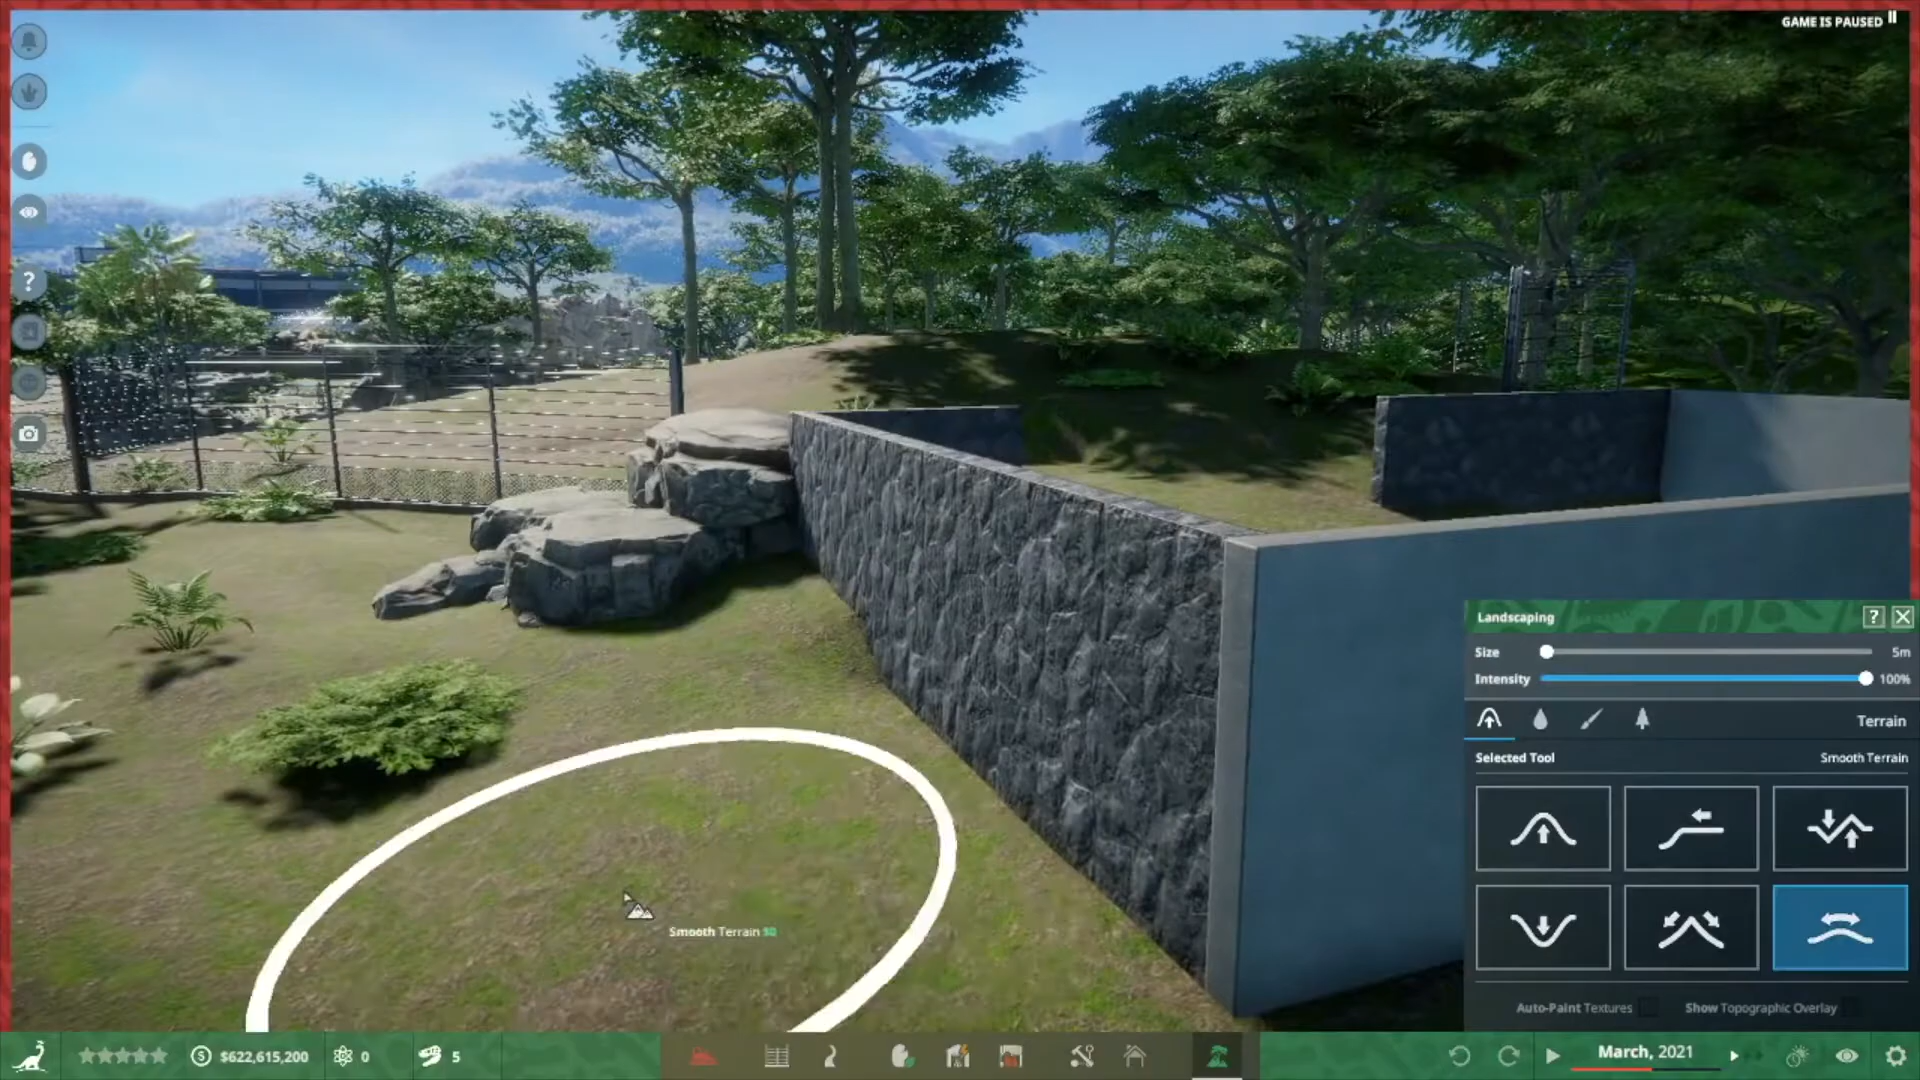 GAME IS PAUSED
Landscaping
?
Size
5m
Intensity
100%
Terrain
Selected Tool
Smooth Terrain
Smooth Terrain $0
Auto-Paint Textures
Show Topographic Overlay
$622,615,200
0
5
March, 2021